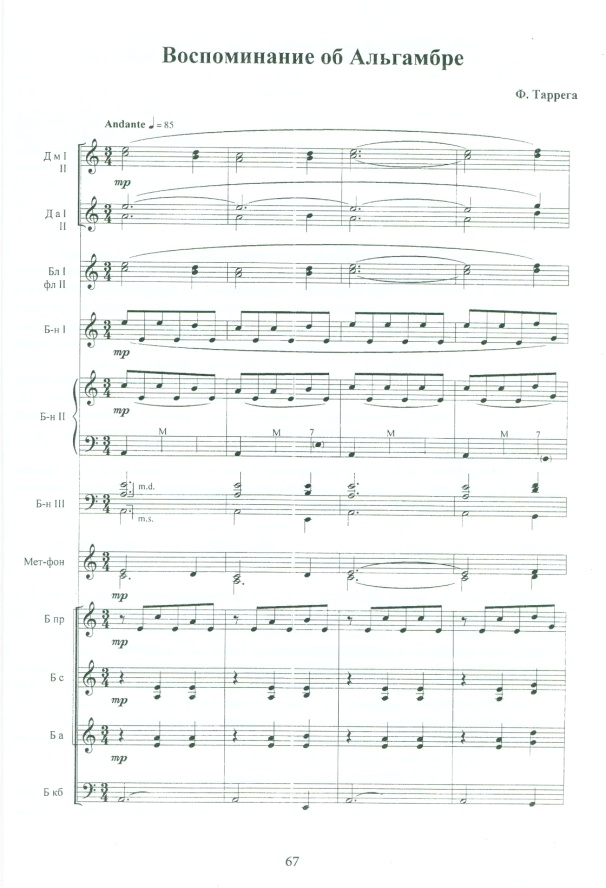 Воспоминание об Альгамбре
Ф. Таррега
Andante ♩ = 85
Д м I
II
mp
Д а I
II
Бл I
фл II
Б-н I
mp
Б-н II
mp
М М 7 М М 7
Б-н III
m.d.
m.s.
Мет-фон
mp
Б пр
mp
Б с
mp
Б а
mp
Б кб
67